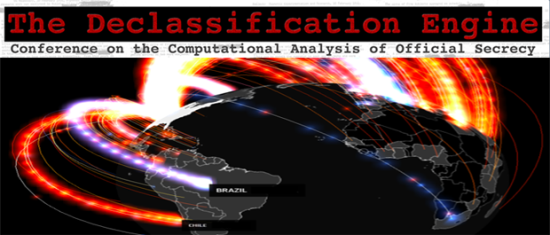 The Declassification Engine
Conference on the Computational Analysis of Official Secrecy
BRAZIL
CHILE